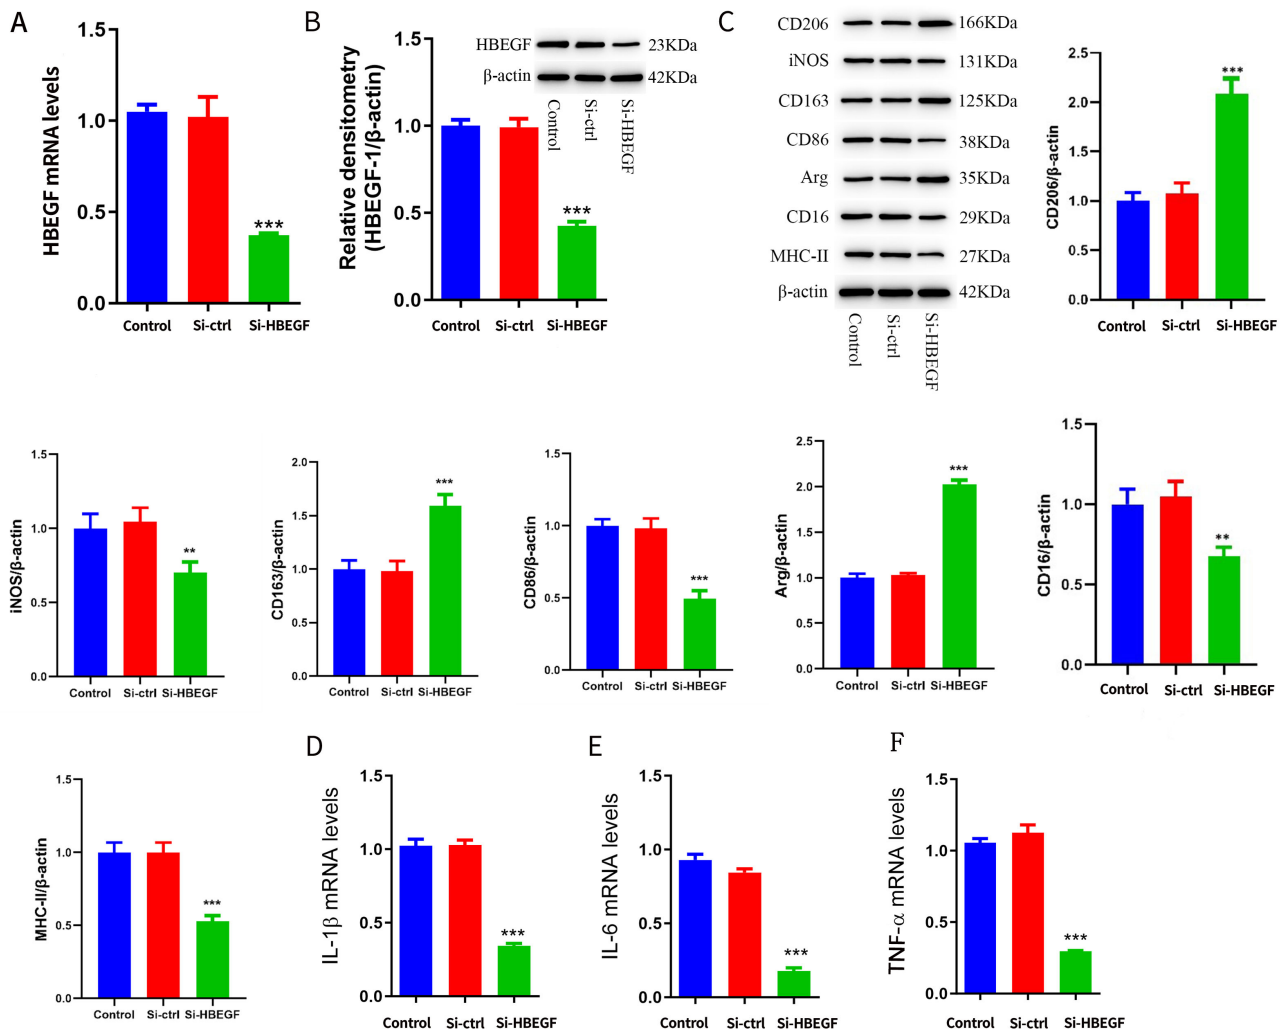 A
HBEGF mRNA levels
1.5
1.0
0.5
0.0
***
Control Si-ctrl Si-HBEGF
B
Relative densitometry
(HBEGF-1/β-actin)
1.5
1.0
0.5
0.0
***
Control Si-ctrl Si-HBEGF
HBEGF 23KDa
β-actin 42KDa
Control Si-ctrl Si-HBEGF
C
CD206 166KDa
iNOS 131KDa
CD163 125KDa
CD86 38KDa
Arg 35KDa
CD16 29KDa
MHC-II 27KDa
β-actin 42KDa
Control Si-ctrl Si-HBEGF
CD206/β-actin
2.5
2.0
1.5
1.0
0.5
0.0
***
Control Si-ctrl Si-HBEGF
iNOS/β-actin
1.5
1.0
0.5
0.0
**
Control Si-ctrl Si-HBEGF
CD163/β-actin
2.0
1.5
1.0
0.5
0.0
***
Control Si-ctrl Si-HBEGF
CD86/β-actin
1.5
1.0
0.5
0.0
***
Control Si-ctrl Si-HBEGF
Arg/β-actin
2.5
2.0
1.5
1.0
0.5
0.0
***
Control Si-ctrl Si-HBEGF
CD16/β-actin
1.5
1.0
0.5
0.0
**
Control Si-ctrl Si-HBEGF
MHC-II/β-actin
1.5
1.0
0.5
0.0
***
Control Si-ctrl Si-HBEGF
D
IL-1β mRNA levels
1.5
1.0
0.5
0.0
***
Control Si-ctrl Si-HBEGF
E
IL-6 mRNA levels
1.5
1.0
0.5
0.0
***
Control Si-ctrl Si-HBEGF
F
TNF-α mRNA levels
1.5
1.0
0.5
0.0
***
Control Si-ctrl Si-HBEGF